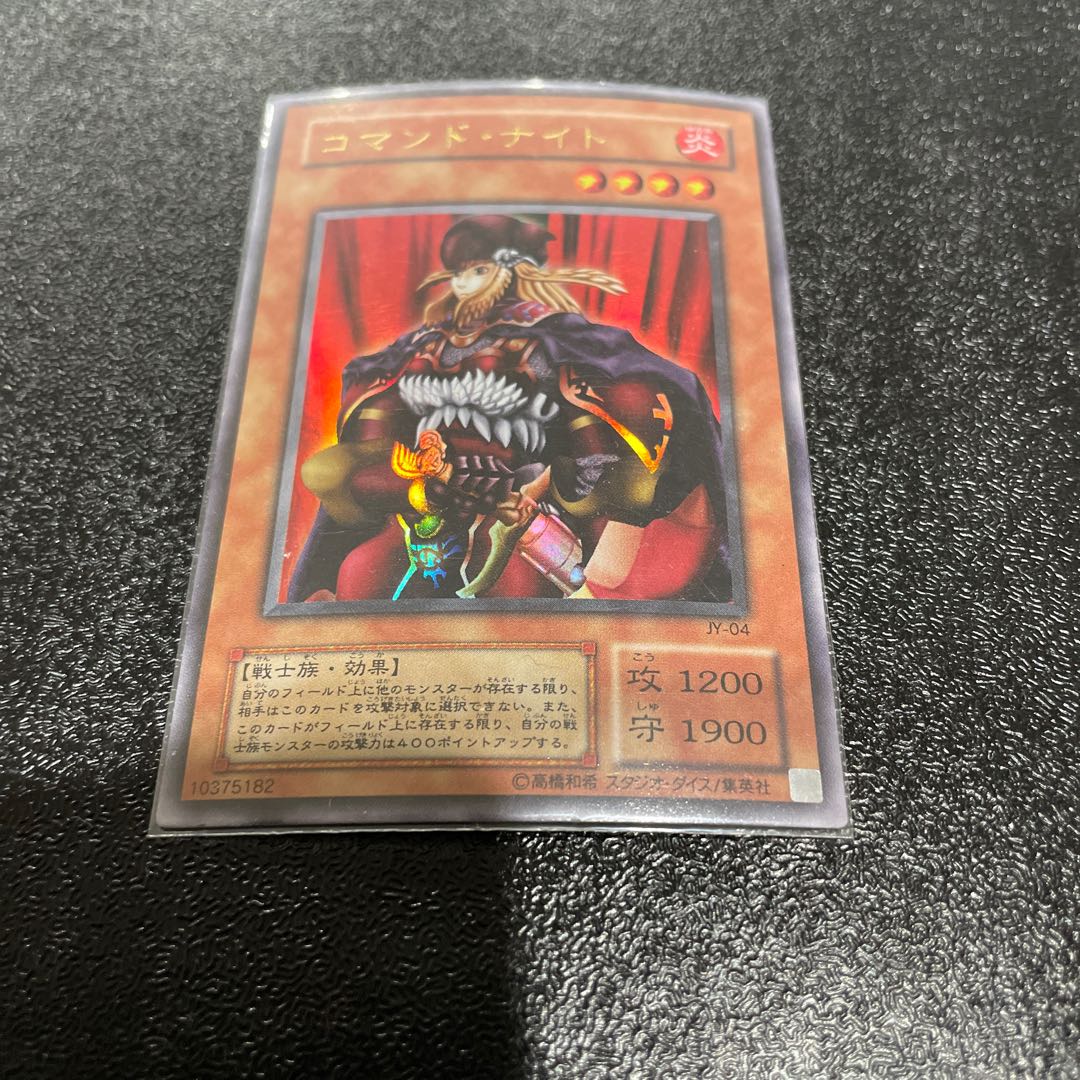 コマンド・ナイト
炎
JY-04
【戦士族・効果】
自分のフィールド上に他のモンスターが存在する限り、
相手はこのカードを攻撃対象に選択できない。また、
このカードがフィールド上に存在する限り、自分の戦
士族モンスターの攻撃力は400ポイントアップする。
攻 1200
守 1900
10375182
©高橋和希 スタジオ・ダイス/集英社